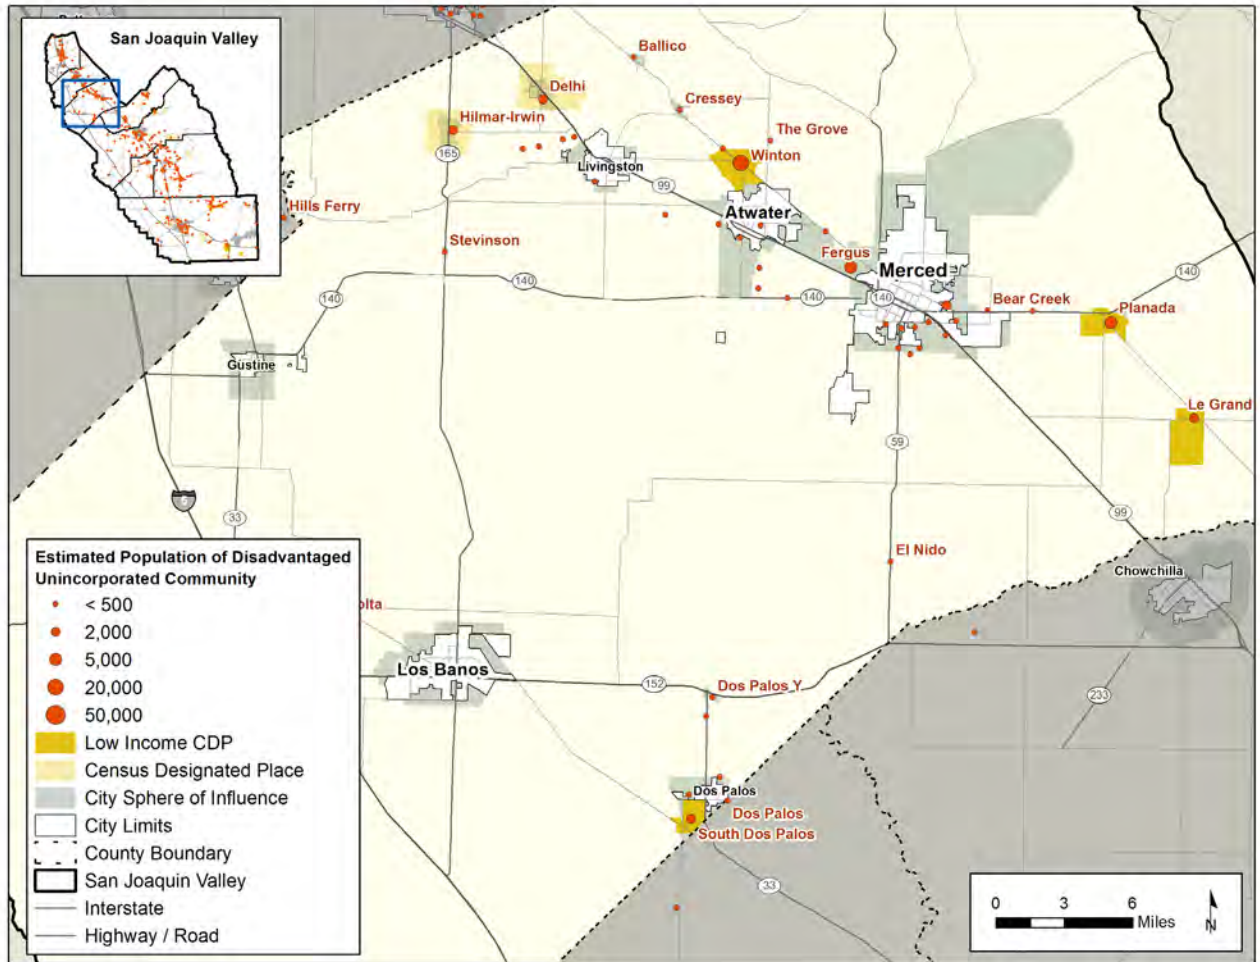 San Joaquin Valley
Ballico
Delhi
Cressey
Hilmar-Irwin
The Grove
165
Livingston
Winton
99
Hills Ferry
Atwater
Stevinson
Fergus
Merced
140
140
140
140
140
Bear Creek
Planada
Gustine
Le Grand
59
5
33
99
El Nido
Chowchilla
Estimated Population of Disadvantaged
Unincorporated Community
< 500
2,000
5,000
20,000
50,000
Low Income CDP
Census Designated Place
City Sphere of Influence
City Limits
County Boundary
San Joaquin Valley
Interstate
Highway / Road
olta
Los Banos
152
Dos Palos Y
233
Dos Palos
Dos Palos
South Dos Palos
33
0 3 6
Miles
N